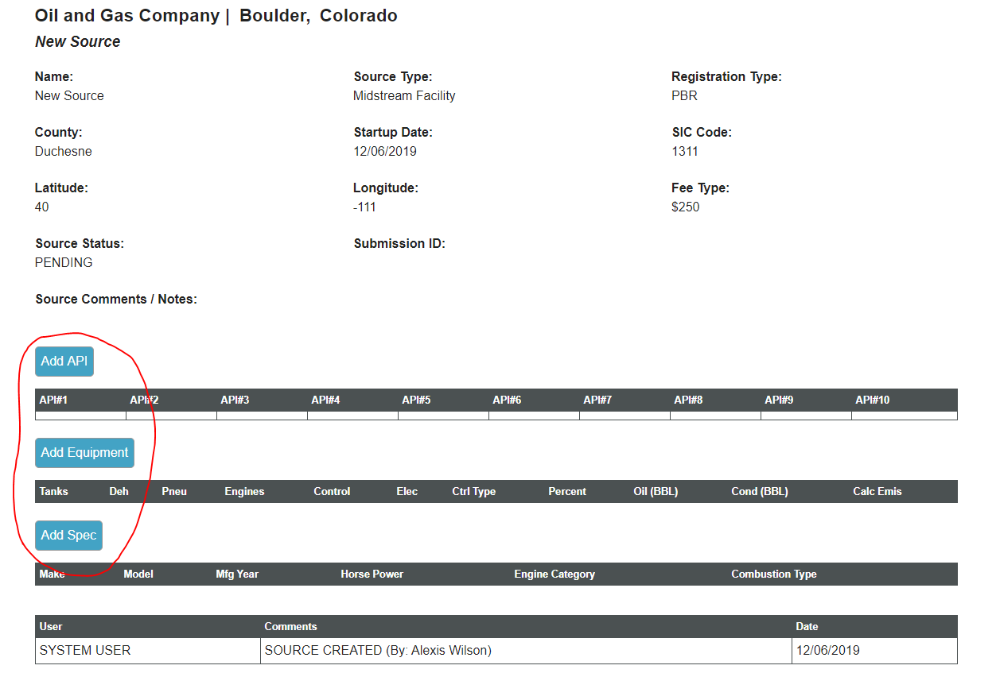 Oil and Gas Company | Boulder, Colorado
New Source
Name: Source Type: Registration Type:
New Source Midstream Facility PBR
County: Startup Date: SIC Code:
Duchesne 12/06/2019 1311
Latitude: Longitude: Fee Type:
40 -111 $250
Source Status: Submission ID:
PENDING
Source Comments / Notes:
Add API
API#1 API#2 API#3 API#4 API#5 API#6 API#7 API#8 API#9 API#10
Add Equipment
Tanks Deh Pneu Engines Control Elec Ctrl Type Percent Oil (BBL) Cond (BBL) Calc Emis
Add Spec
Make Model Mfg Year Horse Power Engine Category Combustion Type
User Comments Date
SYSTEM USER SOURCE CREATED (By: Alexis Wilson) 12/06/2019